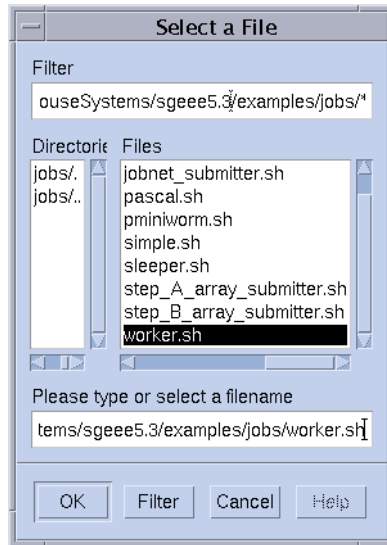 Select a File
Filter
ouseSystems/sgeee5.3/examples/jobs/*
Directorie Files
jobs/. jobnet_submitter.sh
jobs/.. pascal.sh
pminiworm.sh
simple.sh
sleeper.sh
step_A_array_submitter.sh
step_B_array_submitter.sh
worker.sh
Please type or select a filename
tems/sgeee5.3/examples/jobs/worker.sh
OK Filter Cancel Help